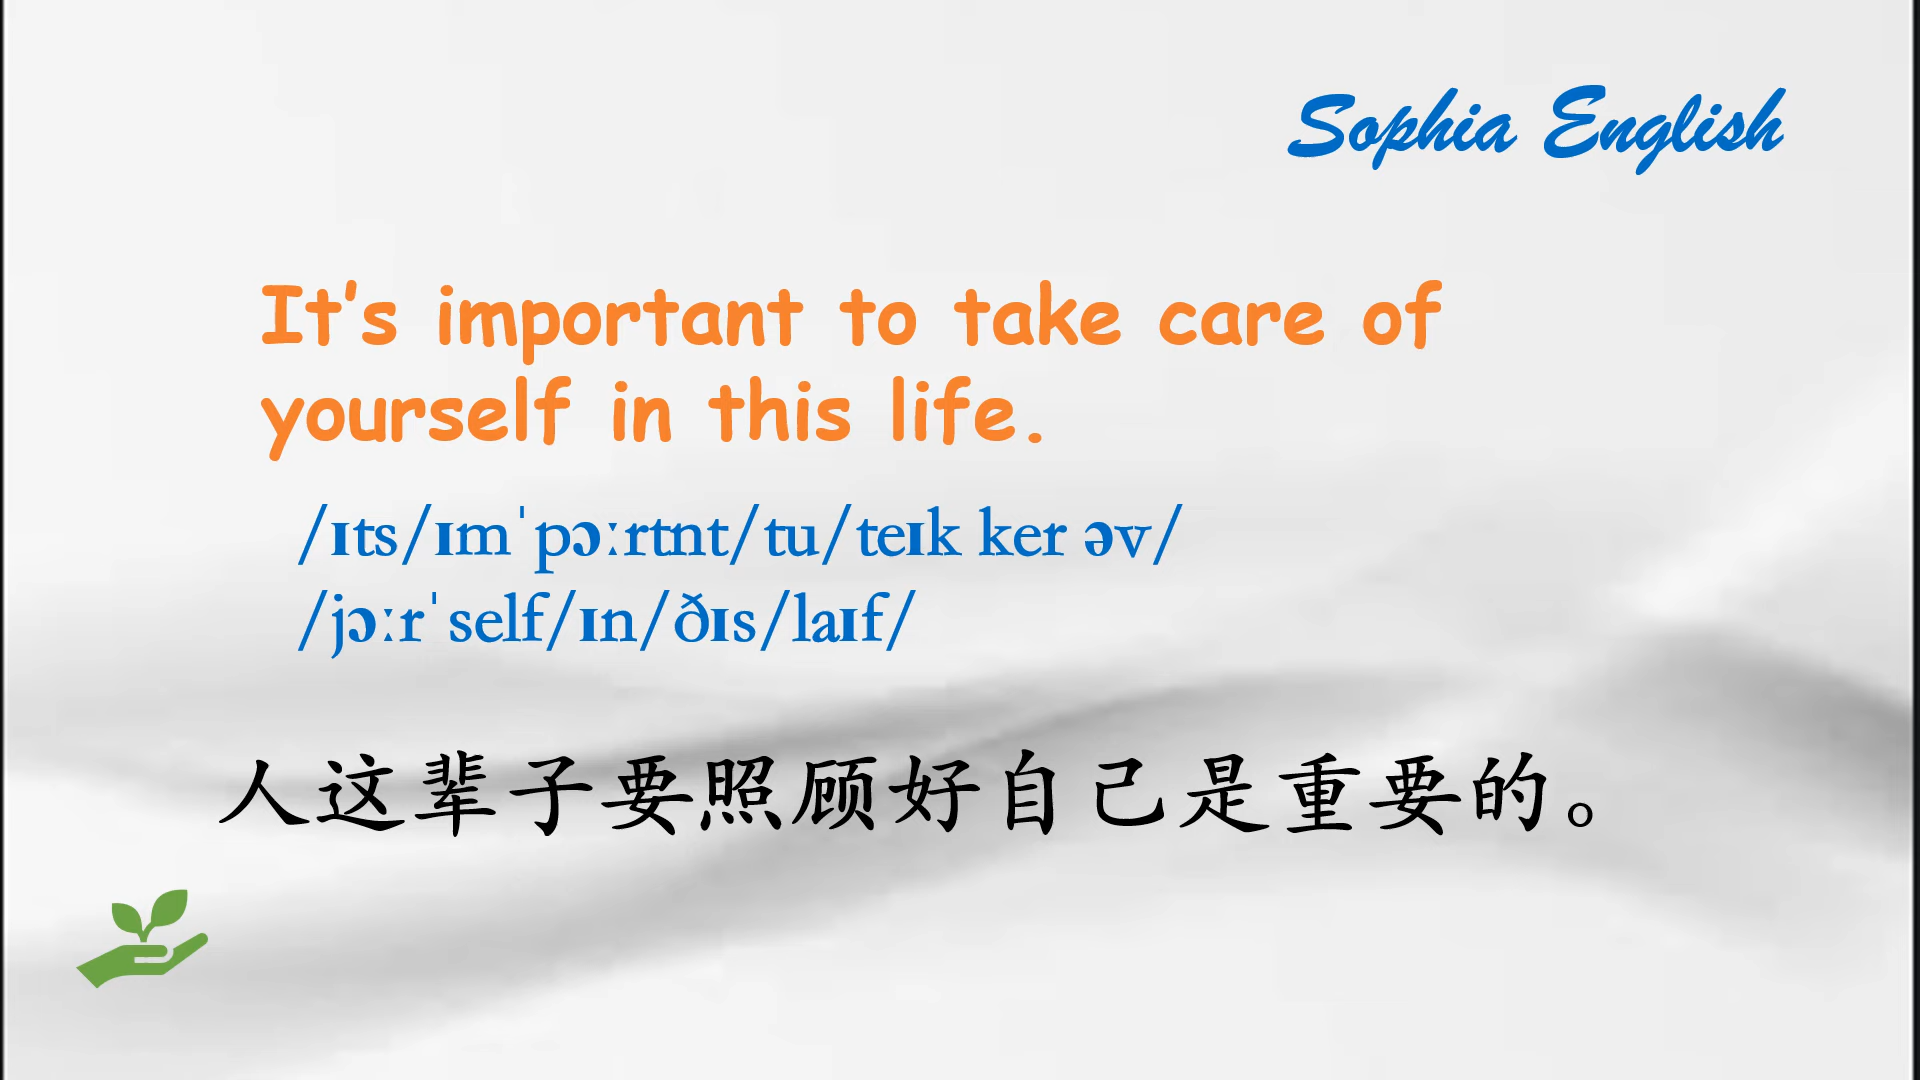 Sophia English
It's important to take care of
yourself in this life.
/ɪts/ɪmˈpɔːrtnt/tu/teɪk ker əv/
/jɔːrˈself/ɪn/ðɪs/laɪf/
人这辈子要照顾好自己是重要的。